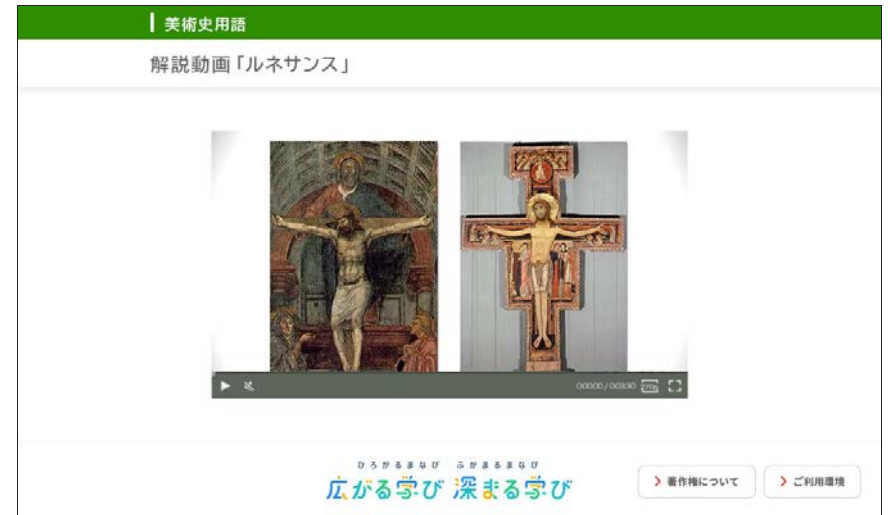 美術史用語
解説動画「ルネサンス」
00:00:00 / 00:03:30
ひろがるまなび ふかまるまなび
広がる学び 深まる学び
著作権について
ご利用環境